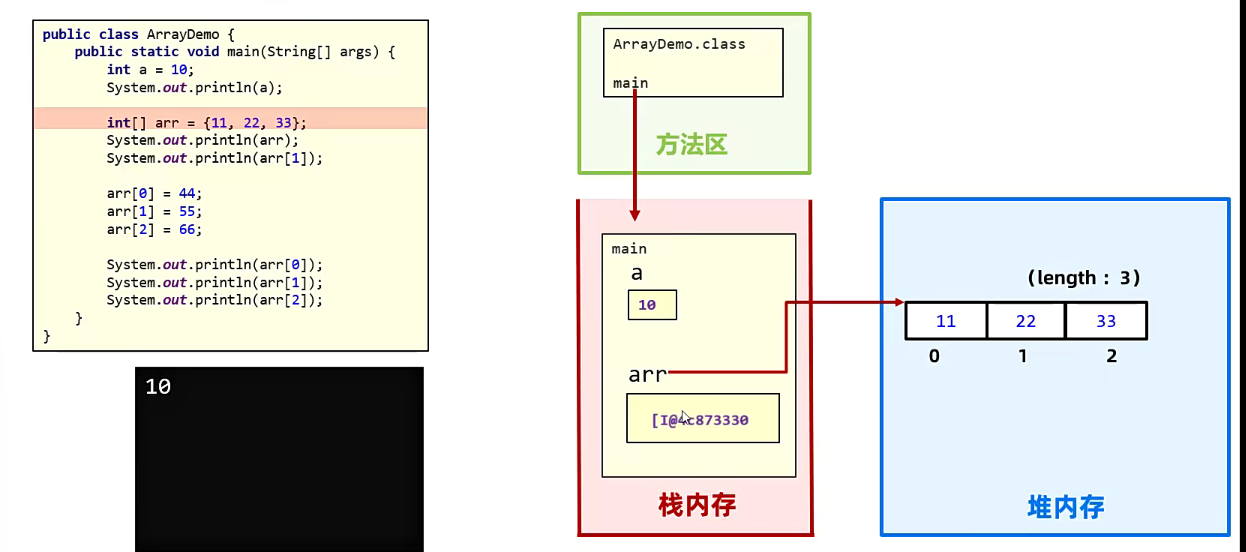 public class ArrayDemo {
public static void main(String[] args) {
int a = 10;
System.out.println(a);
int[] arr = {11, 22, 33};
System.out.println(arr);
System.out.println(arr[1]);
arr[0] = 44;
arr[1] = 55;
arr[2] = 66;
System.out.println(arr[0]);
System.out.println(arr[1]);
System.out.println(arr[2]);
}
}
10
ArrayDemo.class
main
方法区
main
a
10
arr
[I@4c873330
栈内存
(length : 3)
11 22 33
0 1 2
堆内存